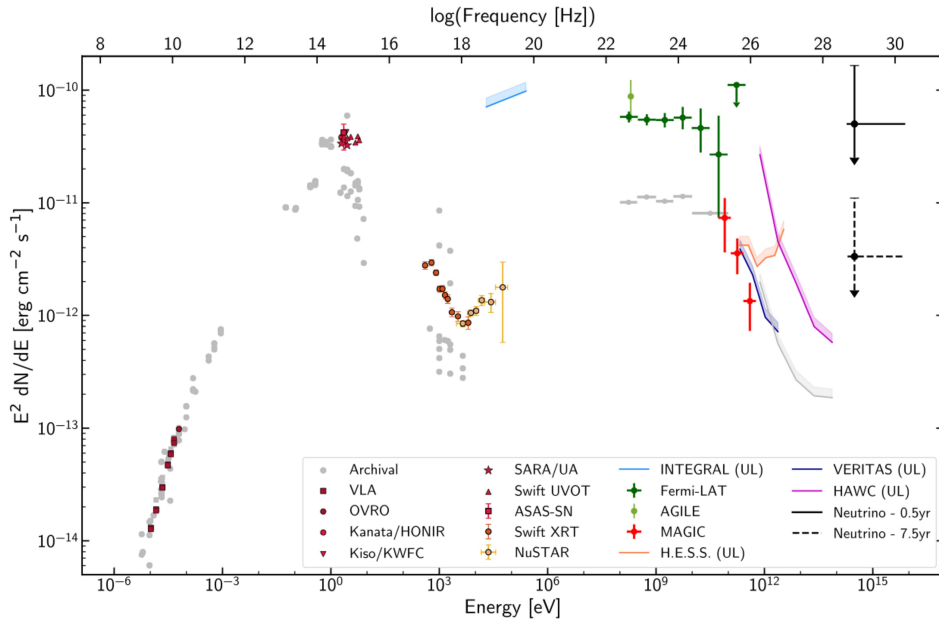 log(Frequency [Hz])
8 10 12 14 16 18 20 22 24 26 28 30
E² dN/dE [erg cm⁻² s⁻¹]
10⁻¹⁰
10⁻¹¹
10⁻¹²
10⁻¹³
10⁻¹⁴
Archival
VLA
OVRO
Kanata/HONIR
Kiso/KWFC
SARA/UA
Swift UVOT
ASAS-SN
Swift XRT
NuSTAR
INTEGRAL (UL)
Fermi-LAT
AGILE
MAGIC
H.E.S.S. (UL)
VERITAS (UL)
HAWC (UL)
Neutrino - 0.5yr
Neutrino - 7.5yr
10⁻⁶ 10⁻³ 10⁰ 10³ 10⁶ 10⁹ 10¹² 10¹⁵
Energy [eV]